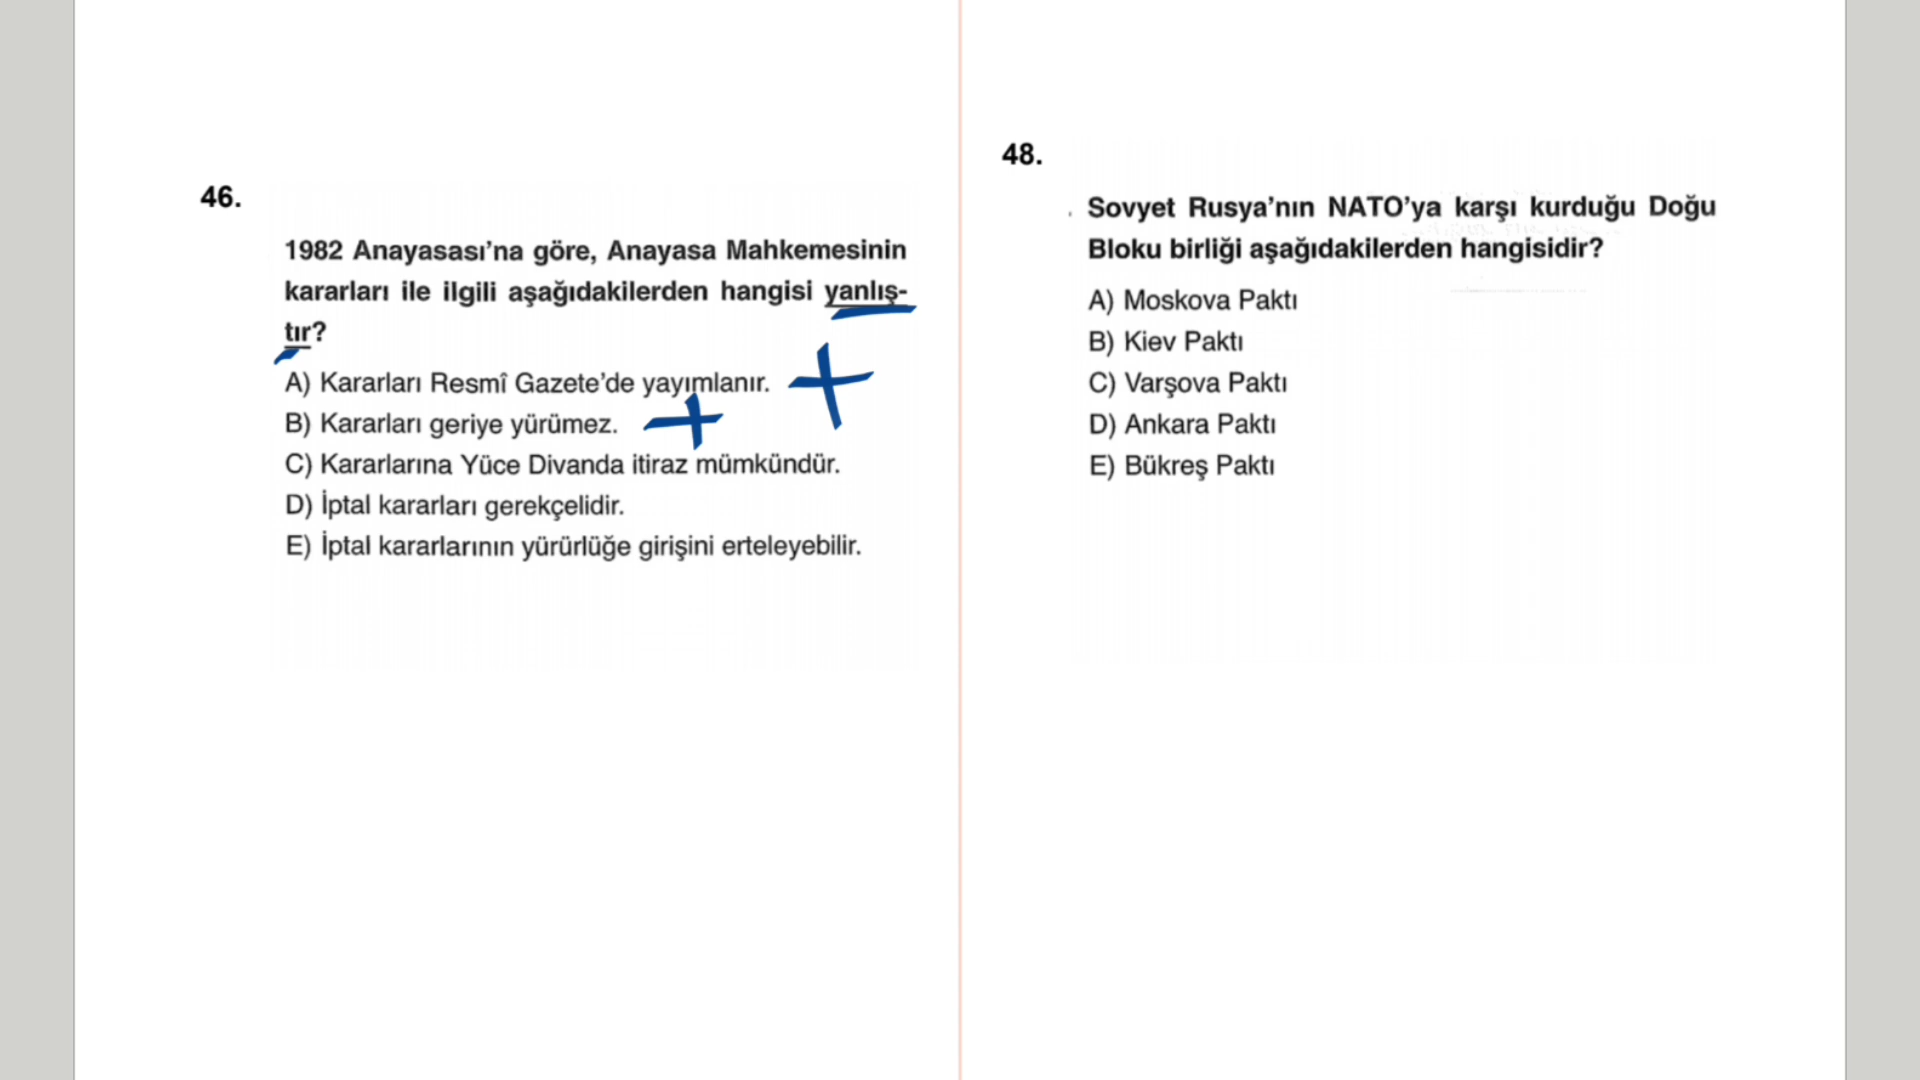 46.
1982 Anayasası’na göre, Anayasa Mahkemesinin
kararları ile ilgili aşağıdakilerden hangisi yanlış-
tır?
A) Kararları Resmî Gazete’de yayımlanır.
B) Kararları geriye yürümez.
C) Kararlarına Yüce Divanda itiraz mümkündür.
D) İptal kararları gerekçelidir.
E) İptal kararlarının yürürlüğe girişini erteleyebilir.
48.
Sovyet Rusya’nın NATO’ya karşı kurduğu Doğu
Bloku birliği aşağıdakilerden hangisidir?
A) Moskova Paktı
B) Kiev Paktı
C) Varşova Paktı
D) Ankara Paktı
E) Bükreş Paktı